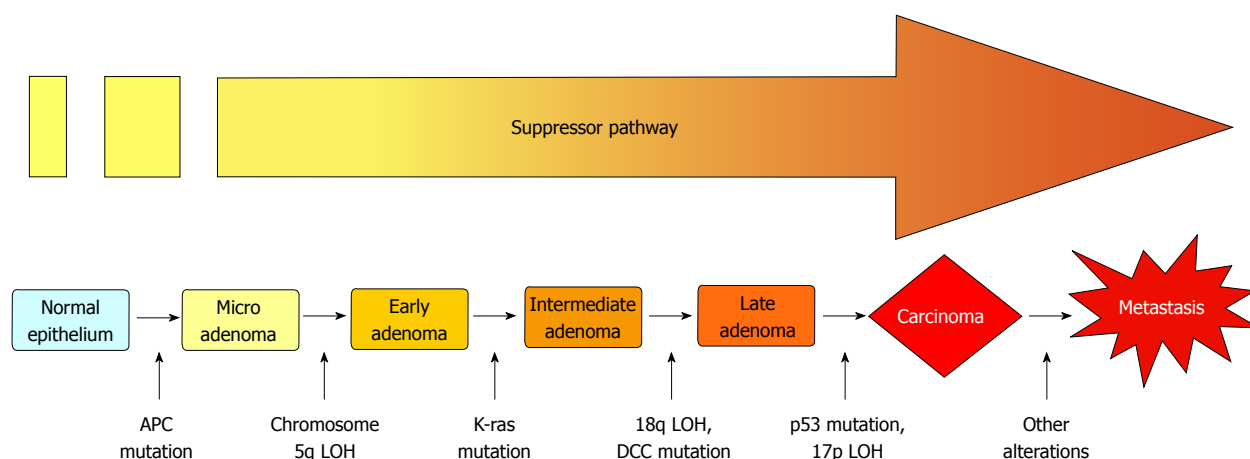 Suppressor pathway
Normal
epithelium
Micro
adenoma
Early
adenoma
Intermediate
adenoma
Late
adenoma
Carcinoma
Metastasis
APC
mutation
Chromosome
5q LOH
K-ras
mutation
18q LOH,
DCC mutation
p53 mutation,
17p LOH
Other
alterations